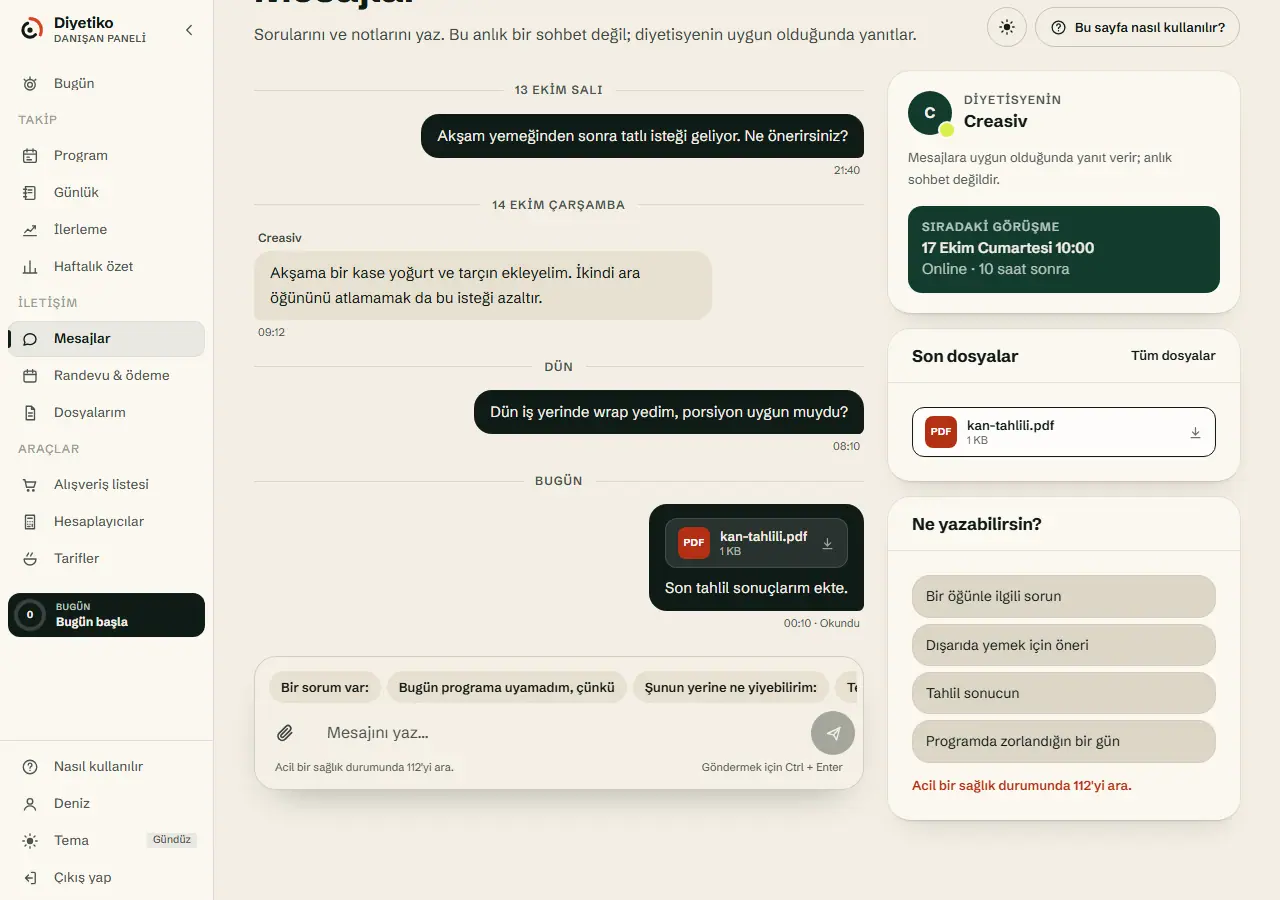 Diyetiko
DANIŞAN PANELİ
Bugün
TAKİP
Program
Günlük
İlerleme
Haftalık özet
İLETİŞİM
Mesajlar
Randevu & ödeme
Dosyalarım
ARAÇLAR
Alışveriş listesi
Hesaplayıcılar
Tarifler
0
BUGÜN
Bugün başla
Nasıl kullanılır
Deniz
Tema
Gündüz
Çıkış yap
Mesajlar
Sorularını ve notlarını yaz. Bu anlık bir sohbet değil; diyetisyenin uygun olduğunda yanıtlar.
Bu sayfa nasıl kullanılır?
13 EKİM SALI
Akşam yemeğinden sonra tatlı isteği geliyor. Ne önerirsiniz?
21:40
14 EKİM ÇARŞAMBA
Creasiv
Akşama bir kase yoğurt ve tarçın ekleyelim. İkindi ara
öğününü atlamamak da bu isteği azaltır.
09:12
DÜN
Dün iş yerinde wrap yedim, porsiyon uygun muydu?
08:10
BUGÜN
PDF
kan-tahlili.pdf
1 KB
Son tahlil sonuçlarım ekte.
00:10 · Okundu
Bir sorum var:
Bugün programa uyamadım, çünkü
Şunun yerine ne yiyebilirim:
Mesajını yaz...
Acil bir sağlık durumunda 112'yi ara.
Göndermek için Ctrl + Enter
C
DİYETİSYENİN
Creasiv
Mesajlara uygun olduğunda yanıt verir; anlık
sohbet değildir.
SIRADAKİ GÖRÜŞME
17 Ekim Cumartesi 10:00
Online · 10 saat sonra
Son dosyalar
Tüm dosyalar
PDF
kan-tahlili.pdf
1 KB
Ne yazabilirsin?
Bir öğünle ilgili sorun
Dışarıda yemek için öneri
Tahlil sonucun
Programda zorlandığın bir gün
Acil bir sağlık durumunda 112'yi ara.